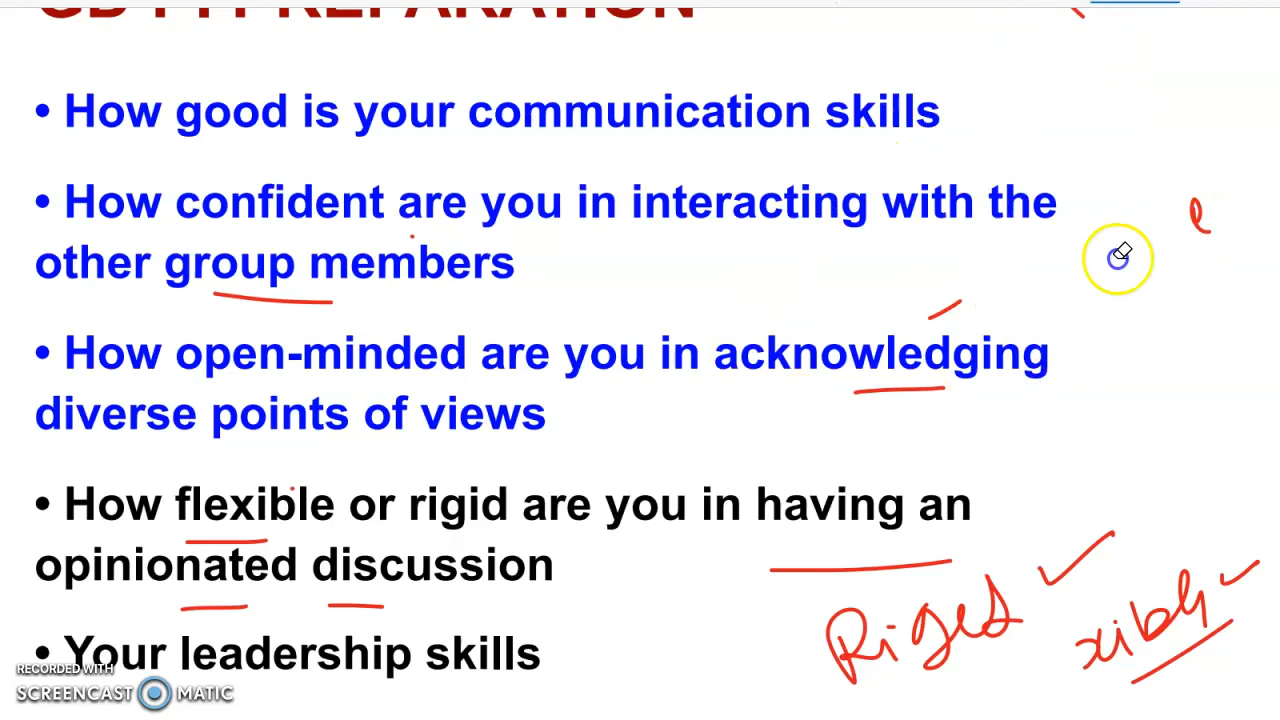 PREPARATION
• How good is your communication skills
• How confident are you in interacting with the
other group members
• How open-minded are you in acknowledging
diverse points of views
• How flexible or rigid are you in having an
opinionated discussion
• Your leadership skills
RECORDED WITH
SCREENCAST MATIC